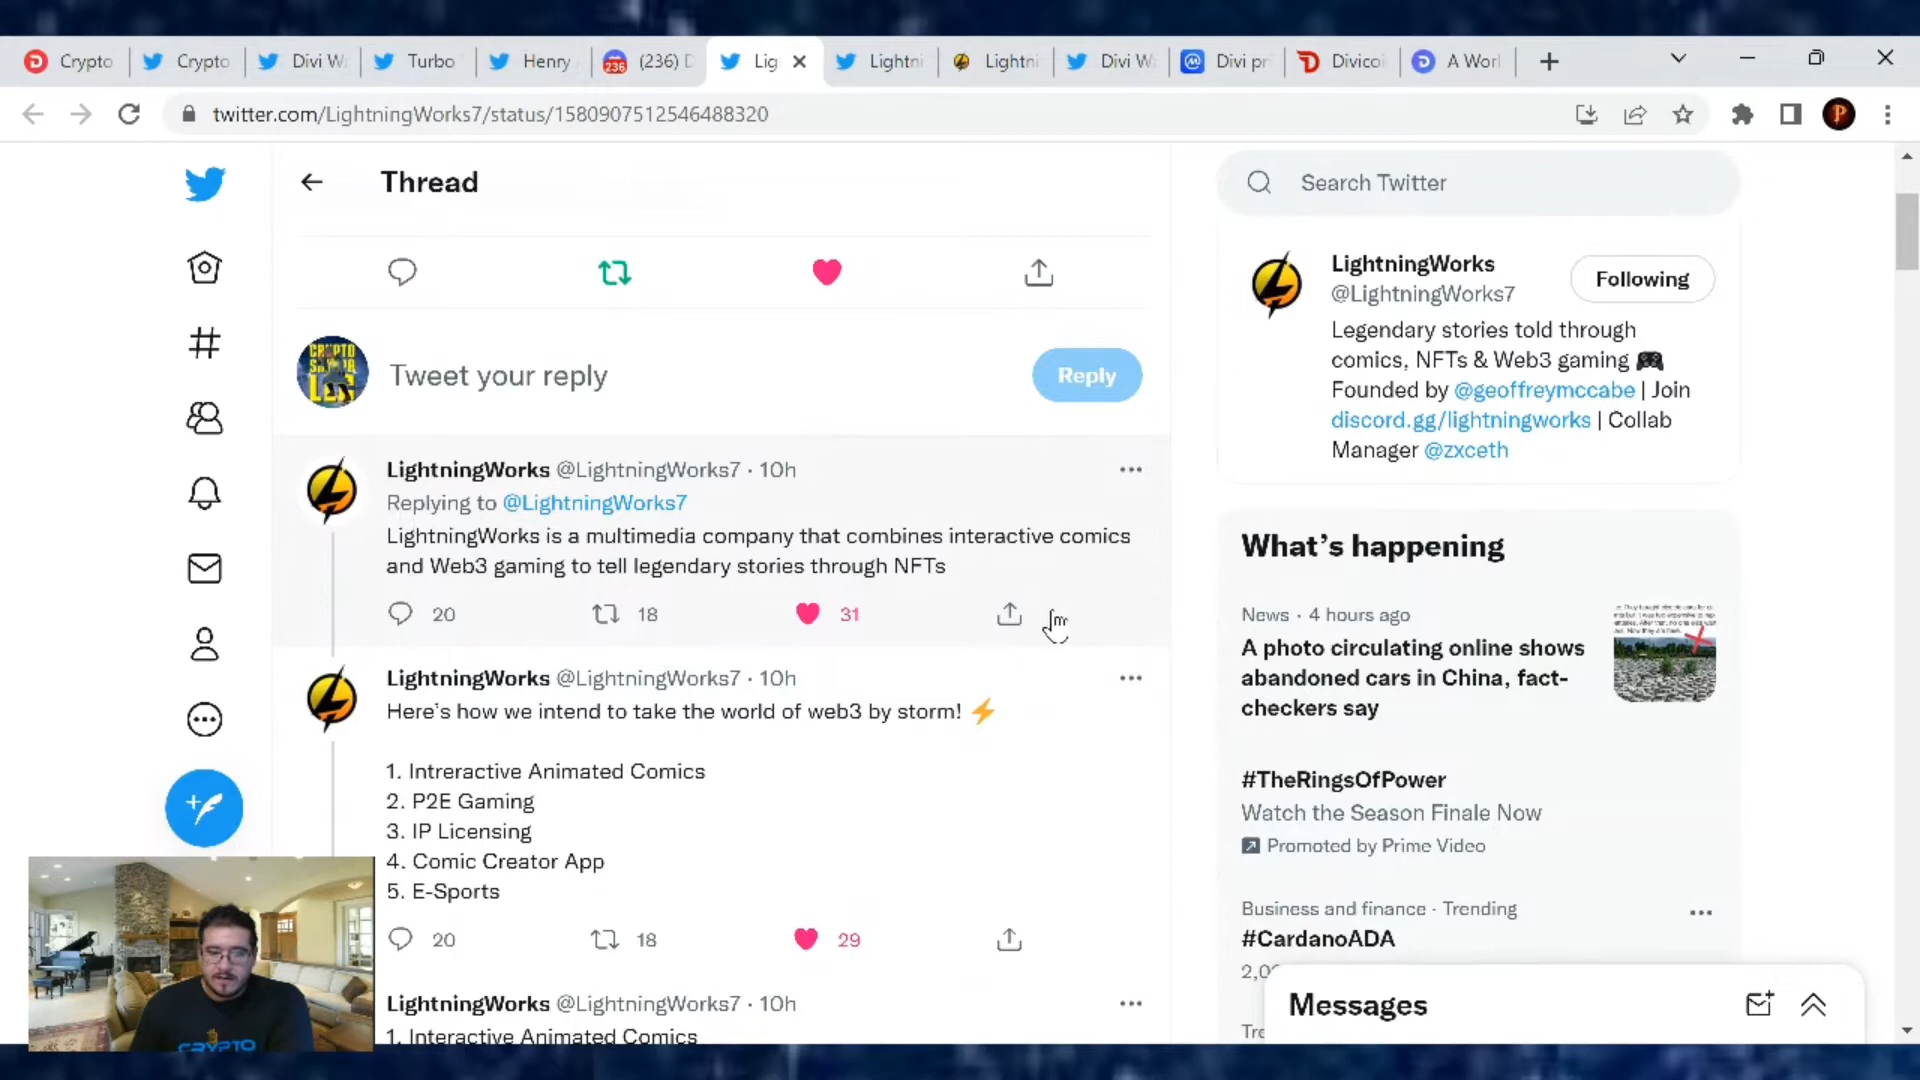 Crypto
Crypto
Divi W
Turbo
Henry
236
(236) D
Lig
Lightni
Lightni
Divi W
Divi pr
Divicoi
A Worl
twitter.com/LightningWorks7/status/1580907512546488320
P
Thread
Search Twitter
Tweet your reply
Reply
LightningWorks
@LightningWorks7
Following
Legendary stories told through
comics, NFTs & Web3 gaming 🎮
Founded by @geoffreymccabe | Join
discord.gg/lightningworks | Collab
Manager @zxceth
LightningWorks @LightningWorks7 · 10h
Replying to @LightningWorks7
LightningWorks is a multimedia company that combines interactive comics
and Web3 gaming to tell legendary stories through NFTs
20 18 31
LightningWorks @LightningWorks7 · 10h
Here's how we intend to take the world of web3 by storm! ⚡
1. Intreractive Animated Comics
2. P2E Gaming
3. IP Licensing
4. Comic Creator App
5. E-Sports
20 18 29
LightningWorks @LightningWorks7 · 10h
1. Interactive Animated Comics
What's happening
News · 4 hours ago
A photo circulating online shows
abandoned cars in China, fact-
checkers say
#TheRingsOfPower
Watch the Season Finale Now
Promoted by Prime Video
Business and finance · Trending
#CardanoADA
Messages
CRYPTO